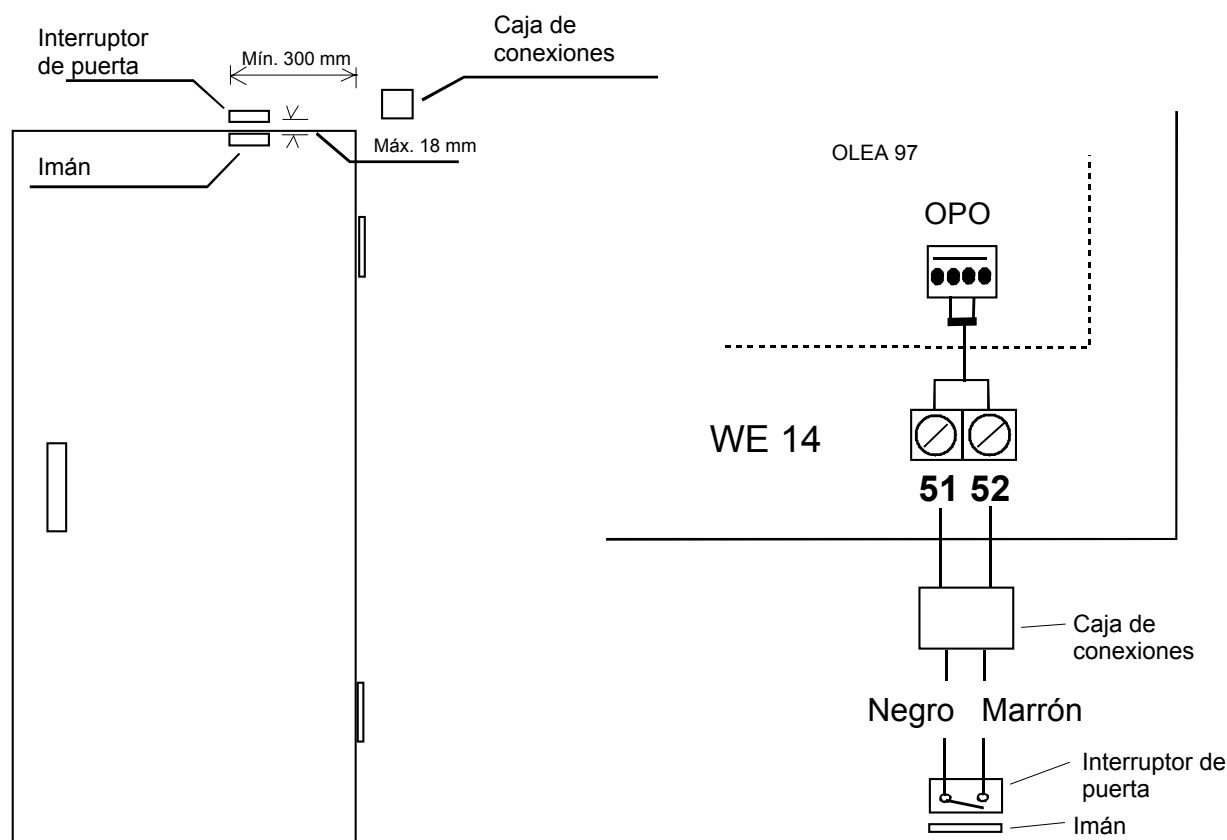 Interruptor
de puerta
Mín. 300 mm
Caja de
conexiones
Imán
Máx. 18 mm
OLEA 97
OPO
WE 14
51 52
Caja de
conexiones
Negro Marrón
Interruptor de
puerta
Imán